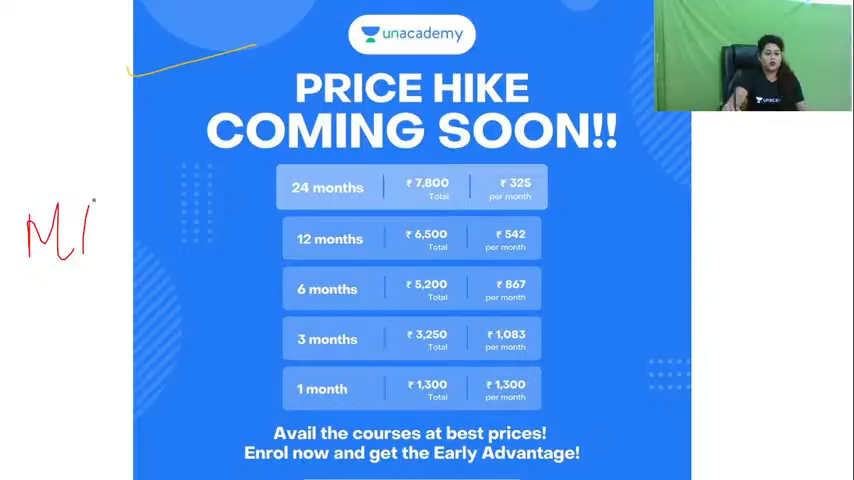 unacademy
PRICE HIKE
COMING SOON!!
24 months ₹ 7,800 Total ₹ 325 per month
12 months ₹ 6,500 Total ₹ 542 per month
6 months ₹ 5,200 Total ₹ 867 per month
3 months ₹ 3,250 Total ₹ 1,083 per month
1 month ₹ 1,300 Total ₹ 1,300 per month
Avail the courses at best prices!
Enrol now and get the Early Advantage!